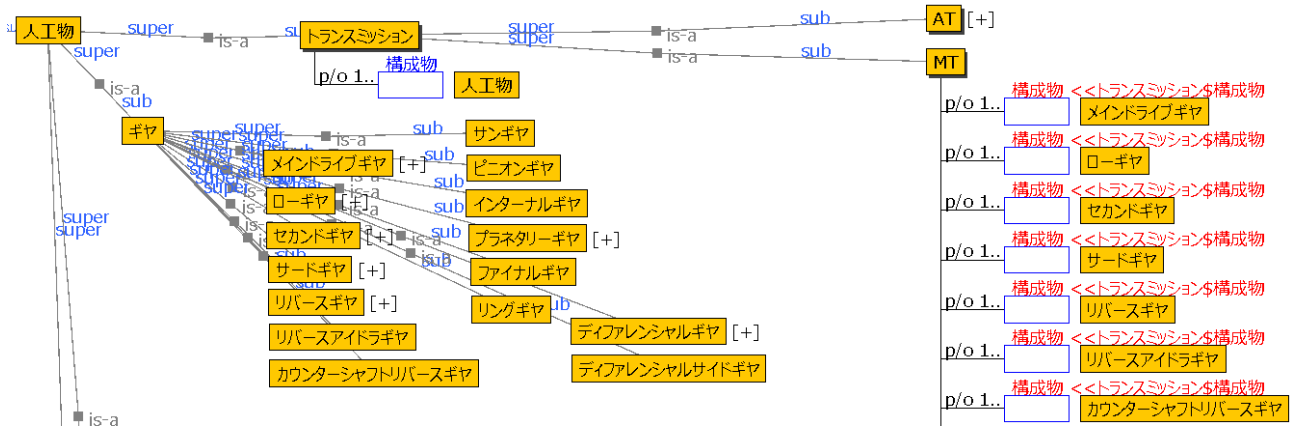 人工物
super
is-a
トランスミッション
super
super
is-a
is-a
sub
sub
AT [+]
MT
super
is-a
sub
構成物
p/o 1..
人工物
ギヤ
super
super
super
super
super
super
super
is-a
sub
サンギヤ
メインドライブギヤ [+]
sub
ピニオンギヤ
ローギヤ [+]
sub
インターナルギヤ
セカンドギヤ [+]
sub
プラネタリーギヤ [+]
サードギヤ [+]
ファイナルギヤ
リバースギヤ [+]
リングギヤ
リバースアイドラギヤ
ディファレンシャルギヤ [+]
カウンターシャフトリバースギヤ
ディファレンシャルサイドギヤ
super
super
is-a
構成物 <<トランスミッション$構成物
p/o 1..
メインドライブギヤ
構成物 <<トランスミッション$構成物
p/o 1..
ローギヤ
構成物 <<トランスミッション$構成物
p/o 1..
セカンドギヤ
構成物 <<トランスミッション$構成物
p/o 1..
サードギヤ
構成物 <<トランスミッション$構成物
p/o 1..
リバースギヤ
構成物 <<トランスミッション$構成物
p/o 1..
リバースアイドラギヤ
構成物 <<トランスミッション$構成物
p/o 1..
カウンターシャフトリバースギヤ